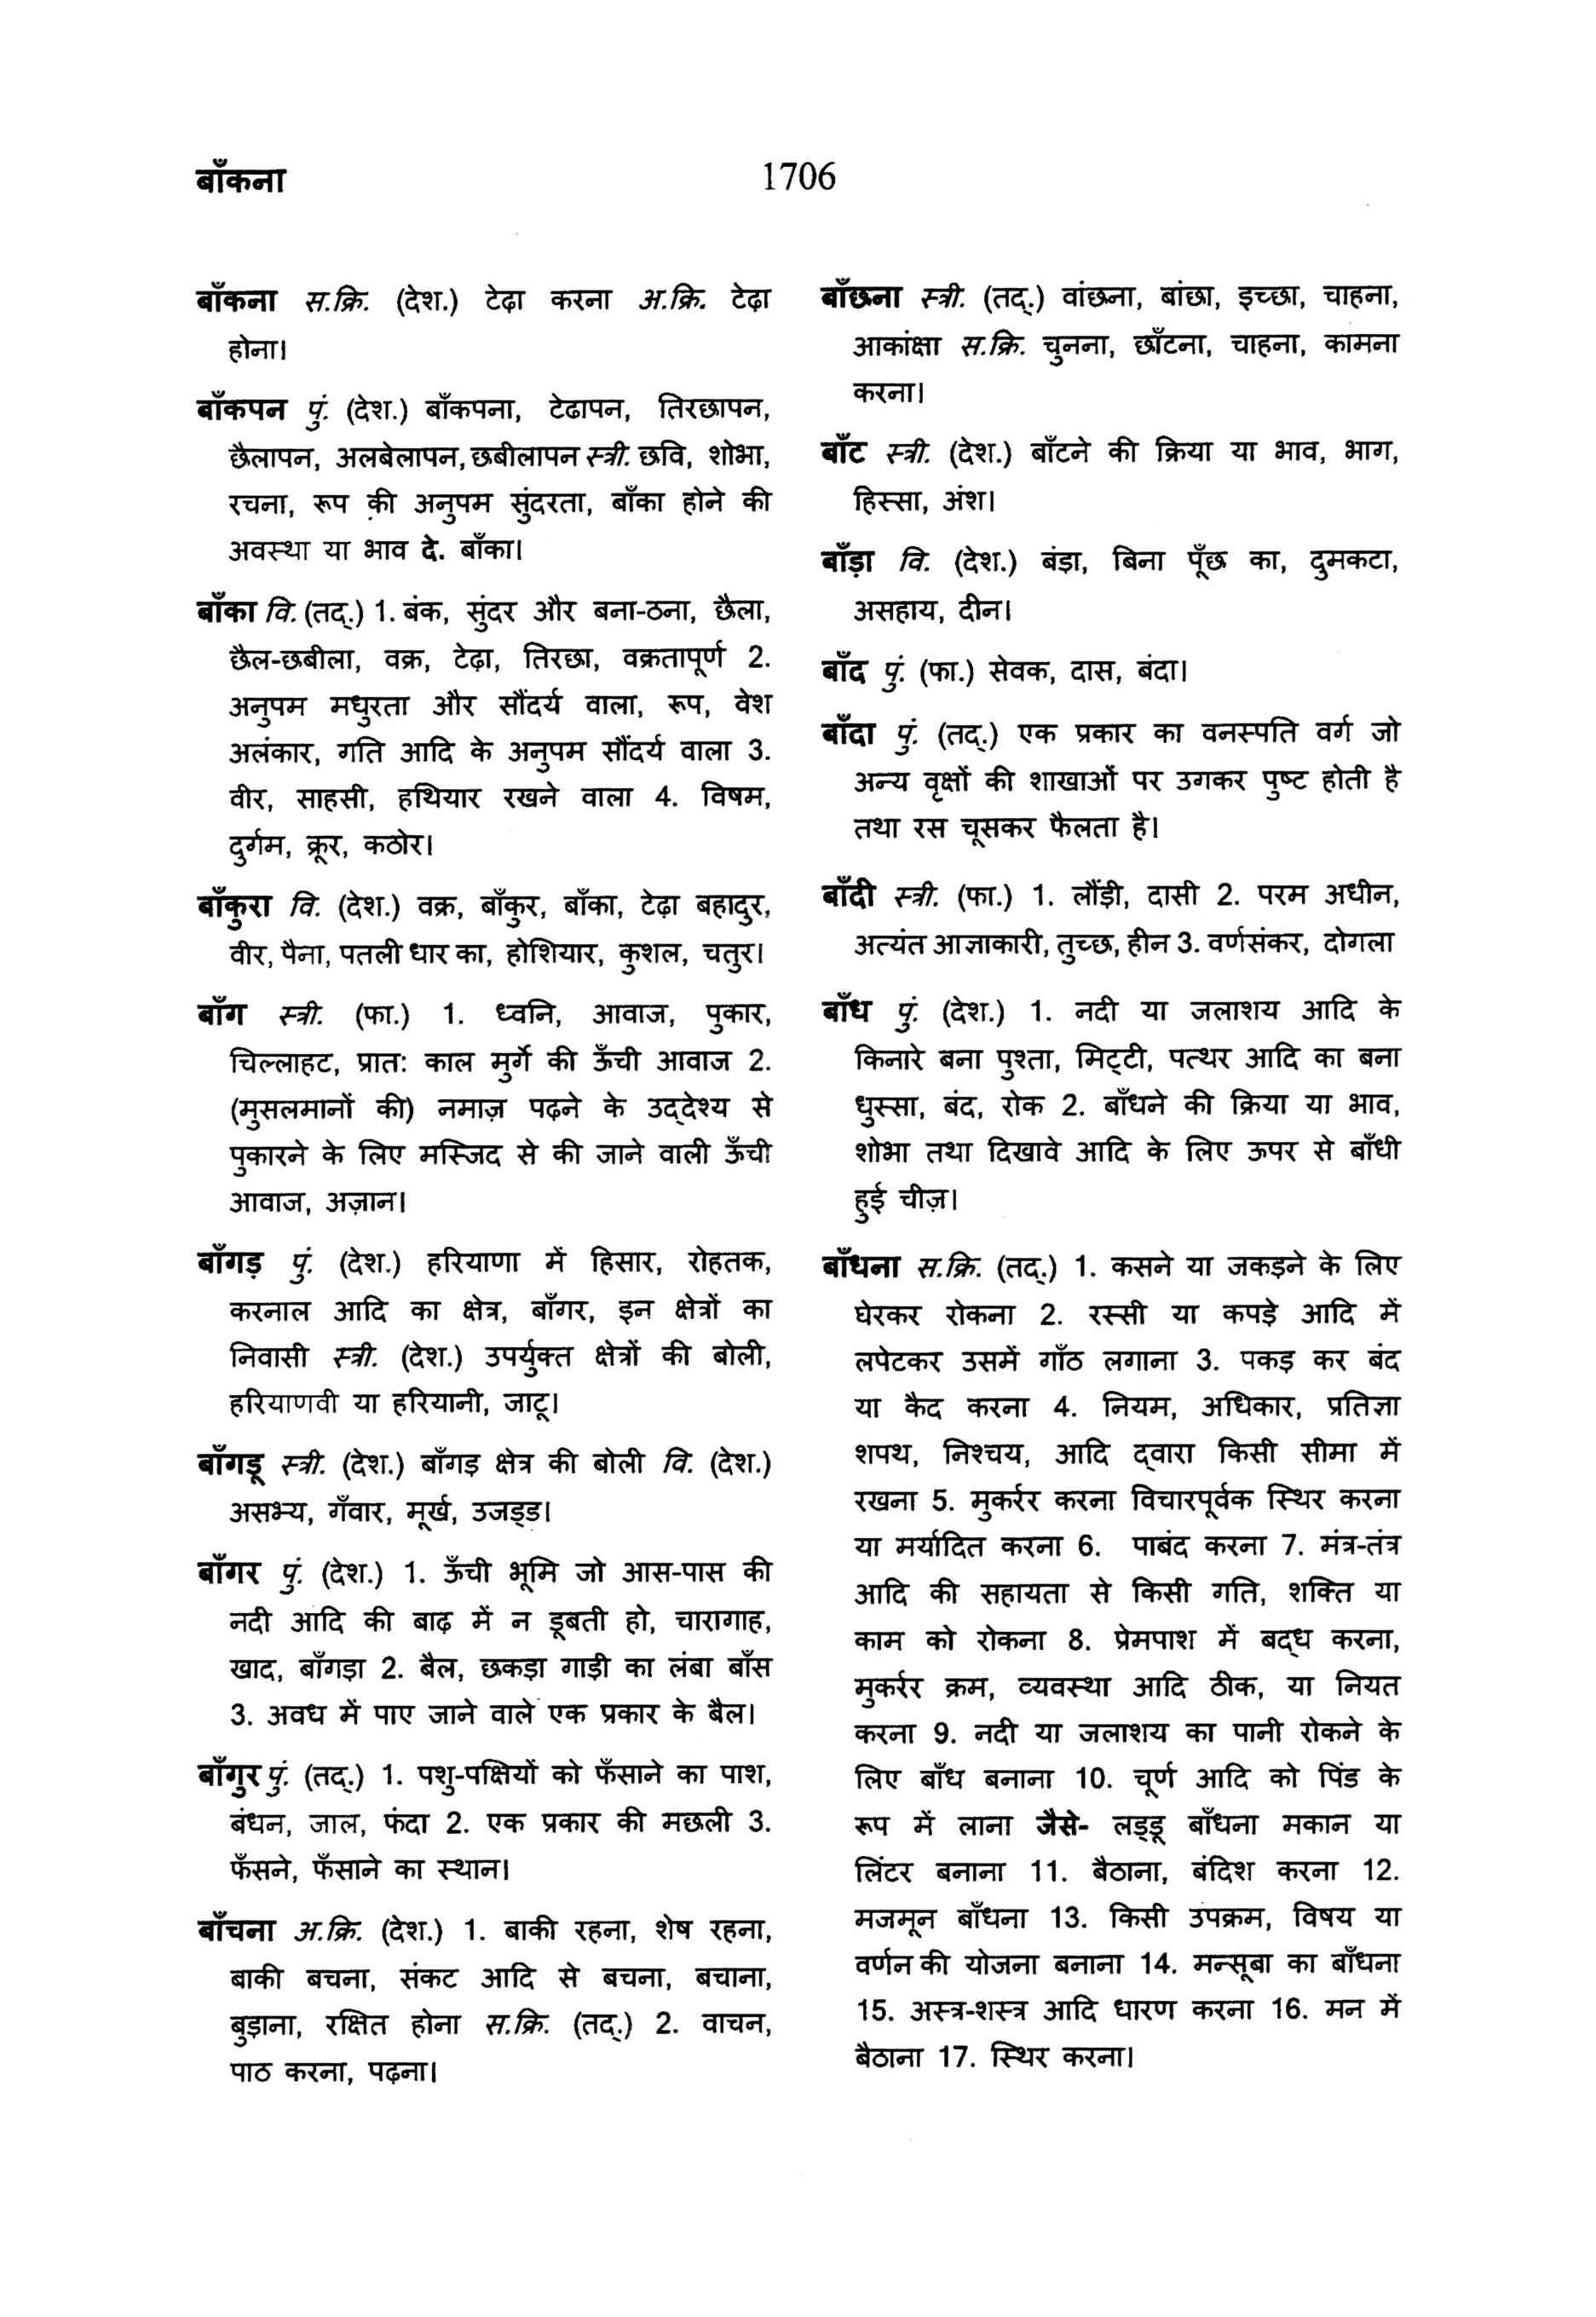 बाँकना
1706
बाँकना स.क्रि. (देश.) टेढ़ा करना अ.क्रि. टेढ़ा
होना।
बाँकपन पुं. (देश.) बाँकपना, टेढापन, तिरछापन,
छैलापन, अलबेलापन, छबीलापन स्त्री. छवि, शोभा,
रचना, रूप की अनुपम सुंदरता, बाँका होने की
अवस्था या भाव दे. बाँका।
बाँका वि. (तद्.) 1. बंक, सुंदर और बना-ठना, छैला,
छैल-छबीला, वक्र, टेढ़ा, तिरछा, वक्रतापूर्ण 2.
अनुपम मधुरता और सौंदर्य वाला, रूप, वेश
अलंकार, गति आदि के अनुपम सौंदर्य वाला 3.
वीर, साहसी, हथियार रखने वाला 4. विषम,
दुर्गम, क्रूर, कठोर।
बाँकुरा वि. (देश.) वक्र, बाँकुर, बाँका, टेढ़ा बहादुर,
वीर, पैना, पतली धार का, होशियार, कुशल, चतुर।
बाँग स्त्री. (फा.) 1. ध्वनि, आवाज, पुकार,
चिल्लाहट, प्रात: काल मुर्गे की ऊँची आवाज 2.
(मुसलमानों की) नमाज़ पढ़ने के उद्देश्य से
पुकारने के लिए मस्जिद से की जाने वाली ऊँची
आवाज, अज़ान।
बाँगड़ पुं. (देश.) हरियाणा में हिसार, रोहतक,
करनाल आदि का क्षेत्र, बाँगर, इन क्षेत्रों का
निवासी स्त्री. (देश.) उपर्युक्त क्षेत्रों की बोली,
हरियाणवी या हरियानी, जाटू।
बाँगडू स्त्री. (देश.) बाँगड़ क्षेत्र की बोली वि. (देश.)
असभ्य, गँवार, मूर्ख, उजड्ड।
बाँगर पुं. (देश.) 1. ऊँची भूमि जो आस-पास की
नदी आदि की बाढ़ में न डूबती हो, चारागाह,
खाद, बाँगड़ा 2. बैल, छकड़ा गाड़ी का लंबा बाँस
3. अवध में पाए जाने वाले एक प्रकार के बैल।
बाँगुर पुं. (तद्.) 1. पशु-पक्षियों को फँसाने का पाश,
बंधन, जाल, फंदा 2. एक प्रकार की मछली 3.
फँसने, फँसाने का स्थान।
बाँचना अ.क्रि. (देश.) 1. बाकी रहना, शेष रहना,
बाकी बचना, संकट आदि से बचना, बचाना,
बुड़ाना, रक्षित होना स.क्रि. (तद्.) 2. वाचन,
पाठ करना, पढ़ना।
बाँछना स्त्री. (तद्.) वांछना, बांछा, इच्छा, चाहना,
आकांक्षा स.क्रि. चुनना, छाँटना, चाहना, कामना
करना।
बाँट स्त्री. (देश.) बाँटने की क्रिया या भाव, भाग,
हिस्सा, अंश।
बाँड़ा वि. (देश.) बंड़ा, बिना पूँछ का, दुमकटा,
असहाय, दीन।
बाँद पुं. (फा.) सेवक, दास, बंदा।
बाँदा पुं. (तद्.) एक प्रकार का वनस्पति वर्ग जो
अन्य वृक्षों की शाखाओं पर उगकर पुष्ट होती है
तथा रस चूसकर फैलता है।
बाँदी स्त्री. (फा.) 1. लौंड़ी, दासी 2. परम अधीन,
अत्यंत आज्ञाकारी, तुच्छ, हीन 3. वर्णसंकर, दोगला
बाँध पुं. (देश.) 1. नदी या जलाशय आदि के
किनारे बना पुश्ता, मिट्टी, पत्थर आदि का बना
धुस्सा, बंद, रोक 2. बाँधने की क्रिया या भाव,
शोभा तथा दिखावे आदि के लिए ऊपर से बाँधी
हुई चीज़।
बाँधना स.क्रि. (तद्.) 1. कसने या जकड़ने के लिए
घेरकर रोकना 2. रस्सी या कपड़े आदि में
लपेटकर उसमें गाँठ लगाना 3. पकड़ कर बंद
या कैद करना 4. नियम, अधिकार, प्रतिज्ञा
शपथ, निश्चय, आदि द्वारा किसी सीमा में
रखना 5. मुकर्रर करना विचारपूर्वक स्थिर करना
या मर्यादित करना 6. पाबंद करना 7. मंत्र-तंत्र
आदि की सहायता से किसी गति, शक्ति या
काम को रोकना 8. प्रेमपाश में बद्ध करना,
मुकर्रर क्रम, व्यवस्था आदि ठीक, या नियत
करना 9. नदी या जलाशय का पानी रोकने के
लिए बाँध बनाना 10. चूर्ण आदि को पिंड के
रूप में लाना जैसे- लड्डू बाँधना मकान या
लिंटर बनाना 11. बैठाना, बंदिश करना 12.
मजमून बाँधना 13. किसी उपक्रम, विषय या
वर्णन की योजना बनाना 14. मन्सूबा का बाँधना
15. अस्त्र-शस्त्र आदि धारण करना 16. मन में
बैठाना 17. स्थिर करना।